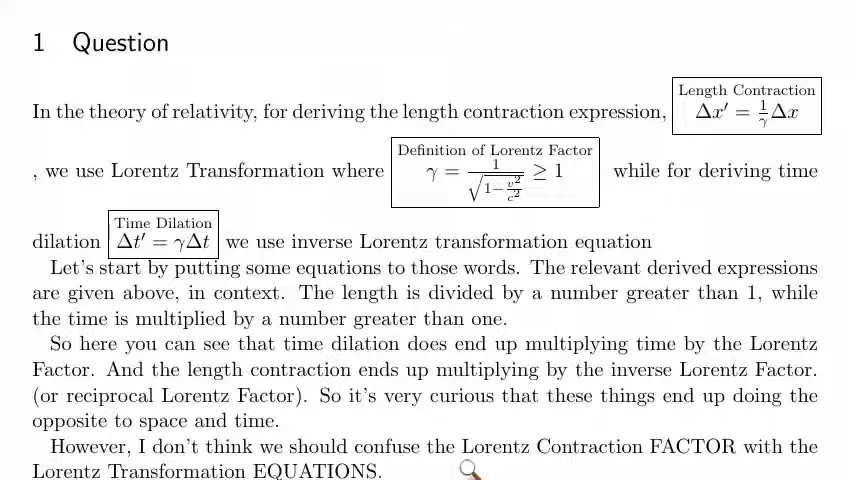 1 Question
Length Contraction
In the theory of relativity, for deriving the length contraction expression, Δx′ = 1/γ Δx
Definition of Lorentz Factor
, we use Lorentz Transformation where γ = 1/√(1−v²/c²) ≥ 1 while for deriving time
Time Dilation
dilation Δt′ = γΔt we use inverse Lorentz transformation equation
Let's start by putting some equations to those words. The relevant derived expressions
are given above, in context. The length is divided by a number greater than 1, while
the time is multiplied by a number greater than one.
So here you can see that time dilation does end up multiplying time by the Lorentz
Factor. And the length contraction ends up multiplying by the inverse Lorentz Factor.
(or reciprocal Lorentz Factor). So it's very curious that these things end up doing the
opposite to space and time.
However, I don't think we should confuse the Lorentz Contraction FACTOR with the
Lorentz Transformation EQUATIONS.